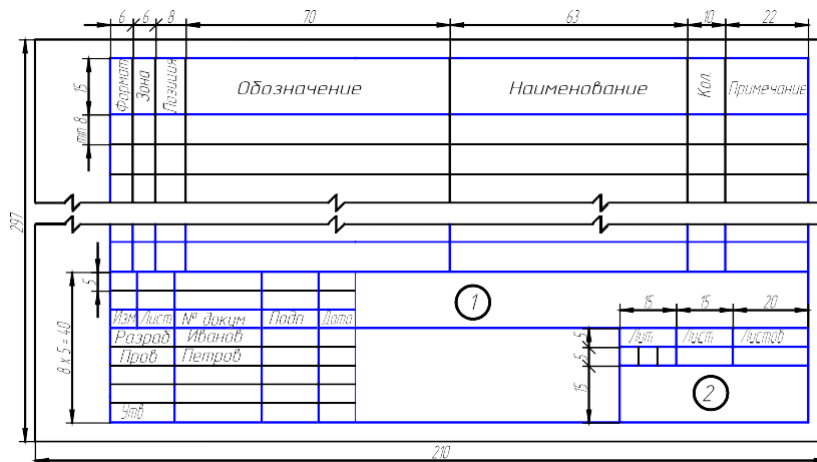 6 6 8 70 63 10 22
Формат Зона Позиция Обозначение Наименование Кол. Примечание
15
min 8
297
5
1
15 15 20
Изм Лист № докум Подп Дата
Разраб Иванов
5
Лит Лист Листов
Пров Петров
5
8 x 5 = 40
15
2
Утв
210